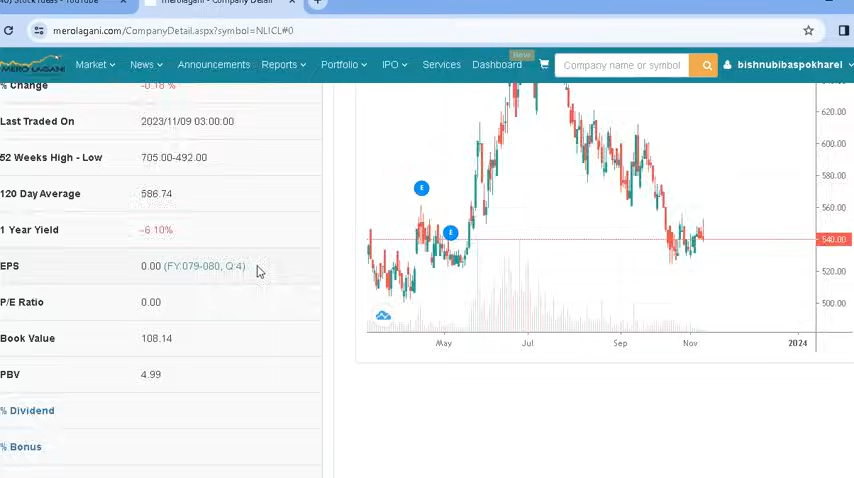 Stock Ideas - YouTube
merolagani - Company Detail
merolagani.com/CompanyDetail.aspx?symbol=NLICL#0
MERO LAGANI
Market
News
Announcements
Reports
Portfolio
IPO
Services
Dashboard
New
Company name or symbol
bishnubibaspokharel
% Change -0.18 %
Last Traded On 2023/11/09 03:00:00
52 Weeks High - Low 705.00-492.00
120 Day Average 586.74
1 Year Yield -6.10%
EPS 0.00 (FY:079-080, Q:4)
P/E Ratio 0.00
Book Value 108.14
PBV 4.99
% Dividend
% Bonus
E
E
620.00
600.00
580.00
560.00
540.00
520.00
500.00
May Jul Sep Nov 2024